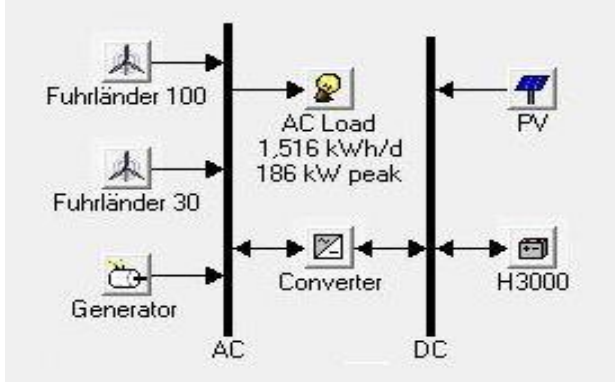 Fuhrländer 100
AC Load
1,516 kWh/d
186 kW peak
PV
Fuhrländer 30
Generator
Converter
H3000
AC
DC